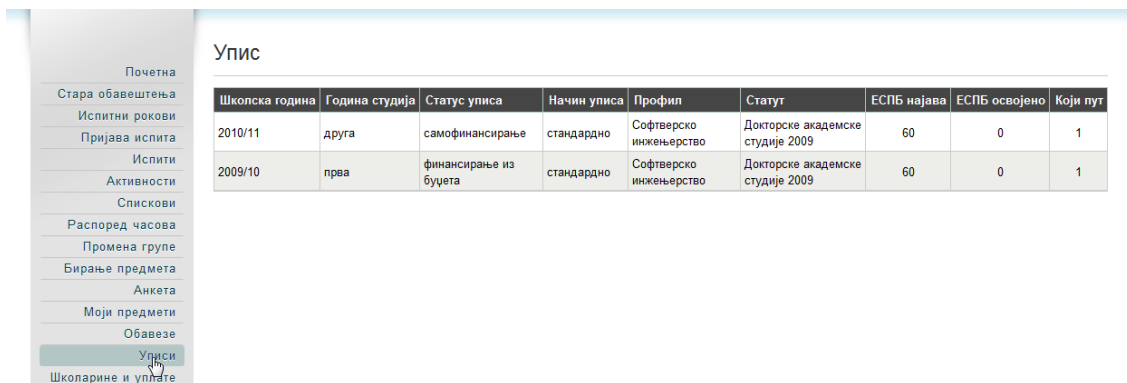 Упис
Почетна
Стара обавештења
Испитни рокови
Пријава испита
Испити
Активности
Спискови
Распоред часова
Промена групе
Бирање предмета
Анкета
Моји предмети
Обавезе
Уписи
Школарине и уплате
Школска година Година студија Статус уписа Начин уписа Профил Статут ЕСПБ најава ЕСПБ освојено Који пут
2010/11 друга самофинансирање стандардно Софтверско инжењерство Докторске академске студије 2009 60 0 1
2009/10 прва финансирање из буџета стандардно Софтверско инжењерство Докторске академске студије 2009 60 0 1